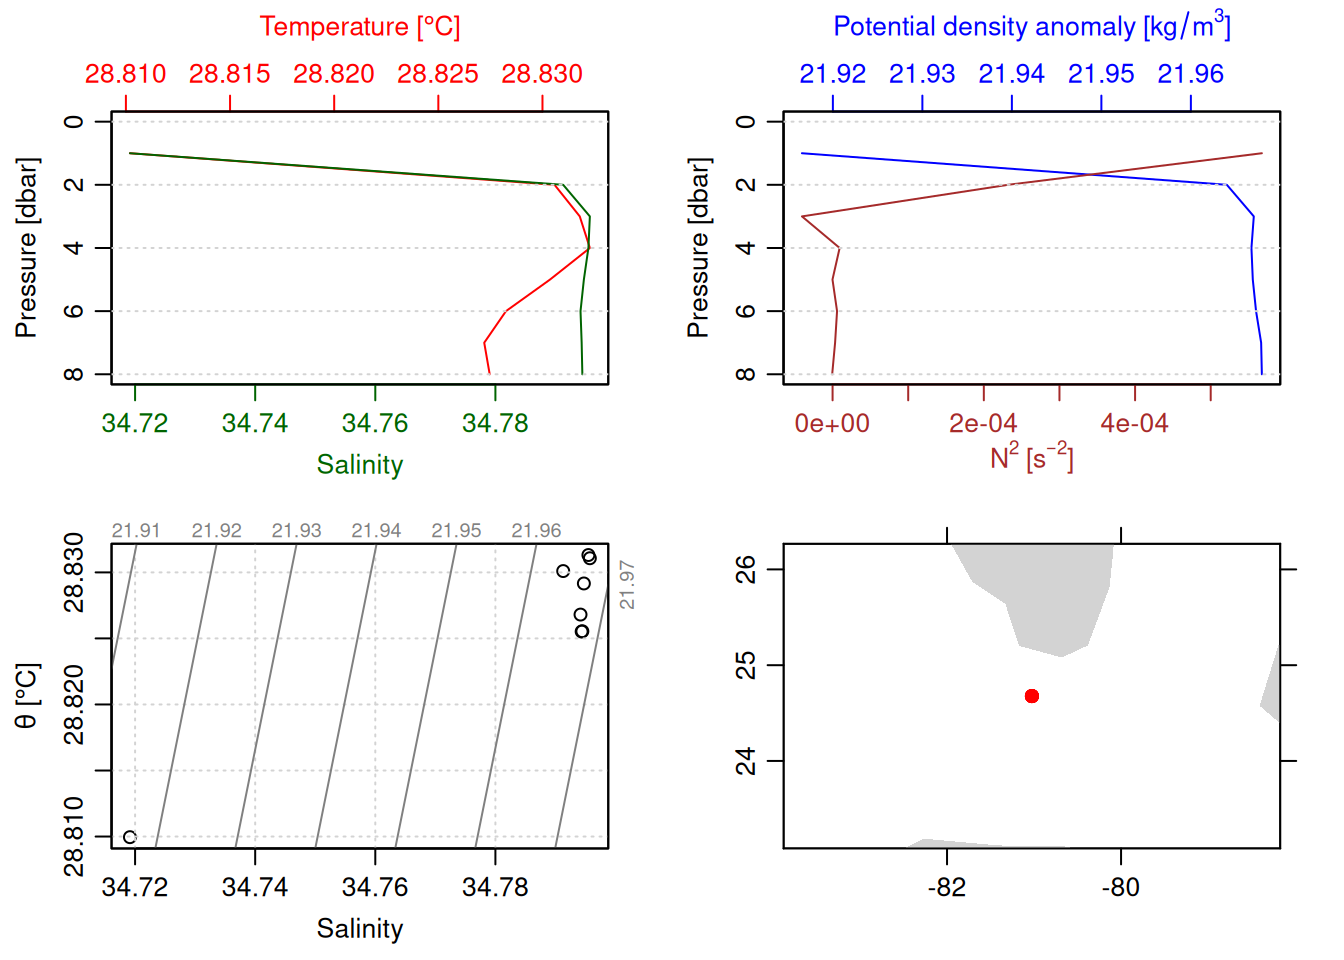 Temperature [°C]
28.810 28.815 28.820 28.825 28.830
Pressure [dbar]
0
2
4
6
8
34.72 34.74 34.76 34.78
Salinity
Potential density anomaly [kg/m³]
21.92 21.93 21.94 21.95 21.96
Pressure [dbar]
0
2
4
6
8
0e+00 2e-04 4e-04
N² [s⁻²]
21.91 21.92 21.93 21.94 21.95 21.96
21.97
θ [°C]
28.830
28.820
28.810
34.72 34.74 34.76 34.78
Salinity
26
25
24
-82 -80